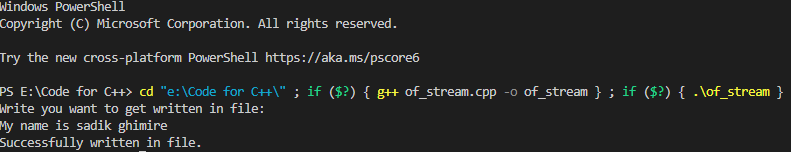 Windows PowerShell
Copyright (C) Microsoft Corporation. All rights reserved.
Try the new cross-platform PowerShell https://aka.ms/pscore6
PS E:\Code for C++> cd "e:\Code for C++\" ; if ($?) { g++ of_stream.cpp -o of_stream } ; if ($?) { .\of_stream }
Write you want to get written in file:
My name is sadik ghimire
Successfully written in file.